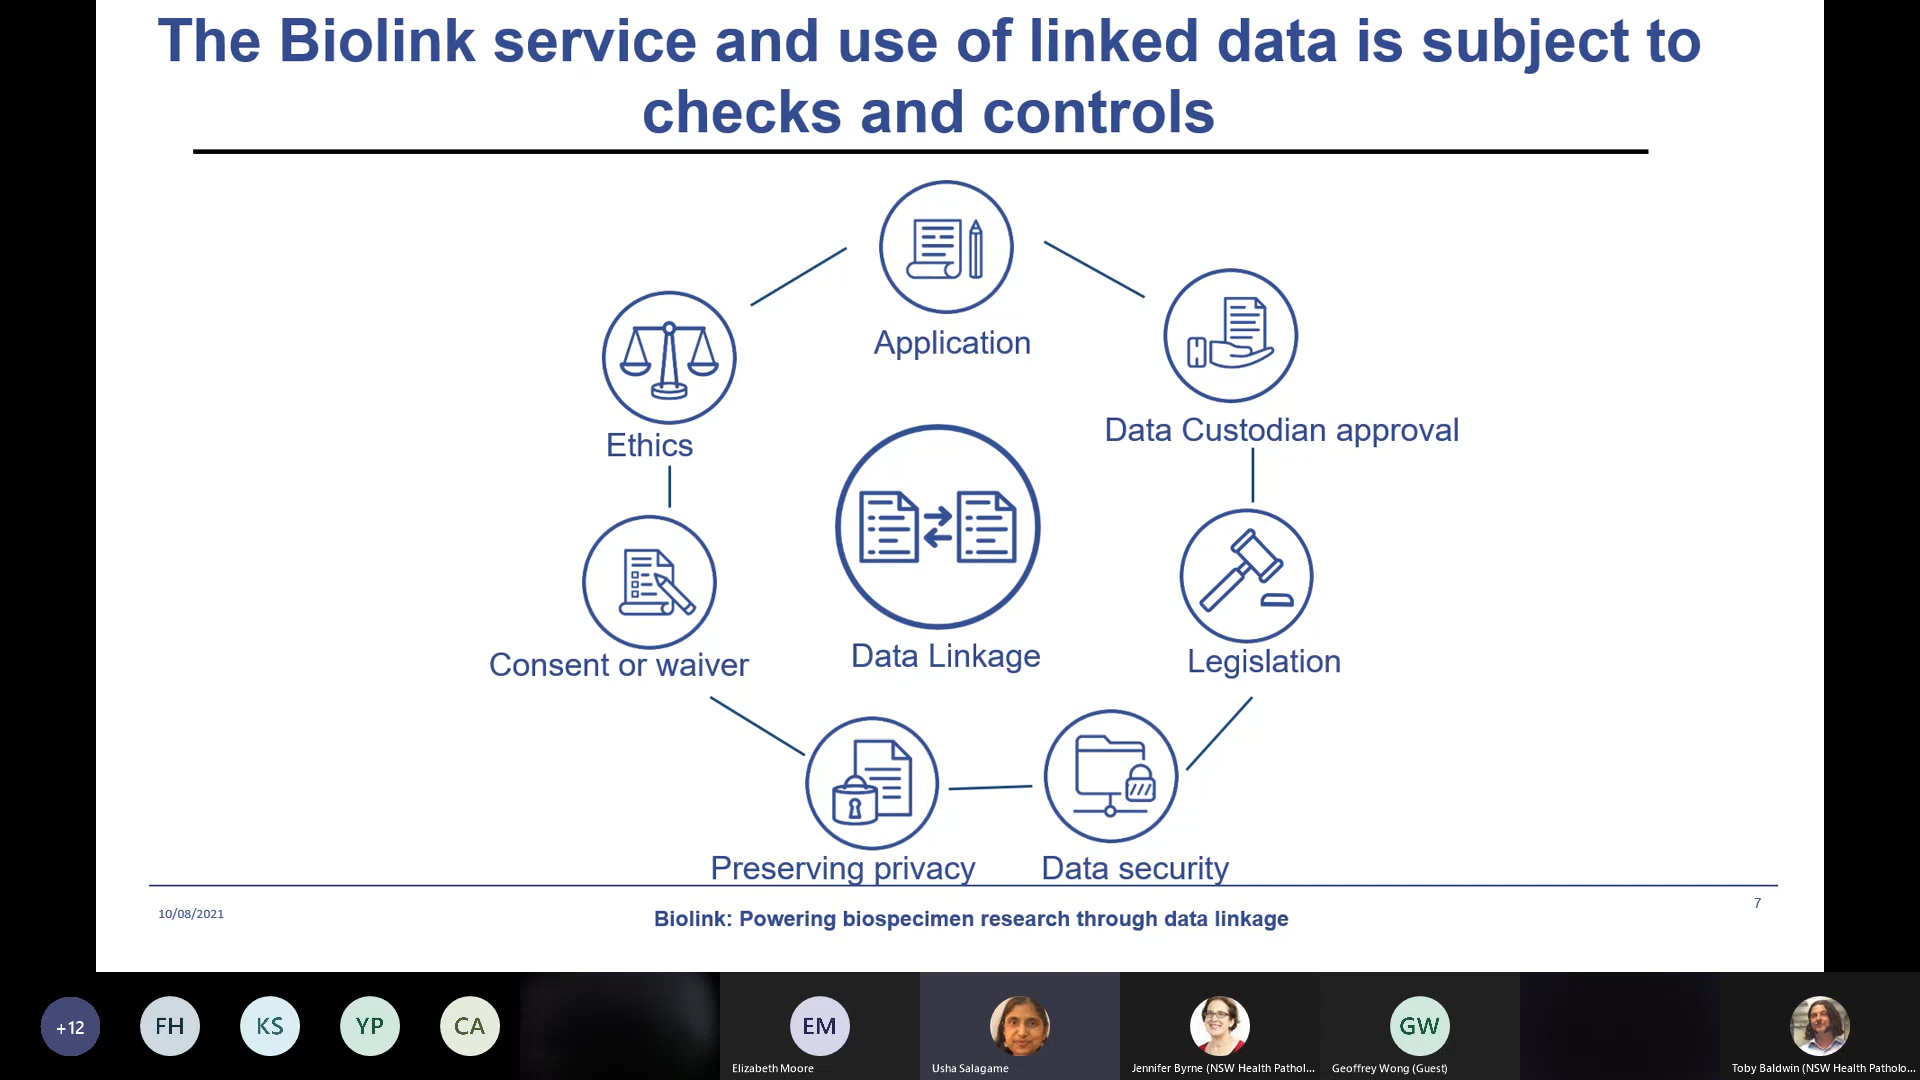 The Biolink service and use of linked data is subject to
checks and controls
Application
Ethics
Data Custodian approval
Consent or waiver
Data Linkage
Legislation
Preserving privacy
Data security
10/08/2021
Biolink: Powering biospecimen research through data linkage
7
+12
FH
KS
YP
CA
EM
GW
Elizabeth Moore
Usha Salagame
Jennifer Byrne (NSW Health Pathol...
Geoffrey Wong (Guest)
Toby Baldwin (NSW Health Patholo...